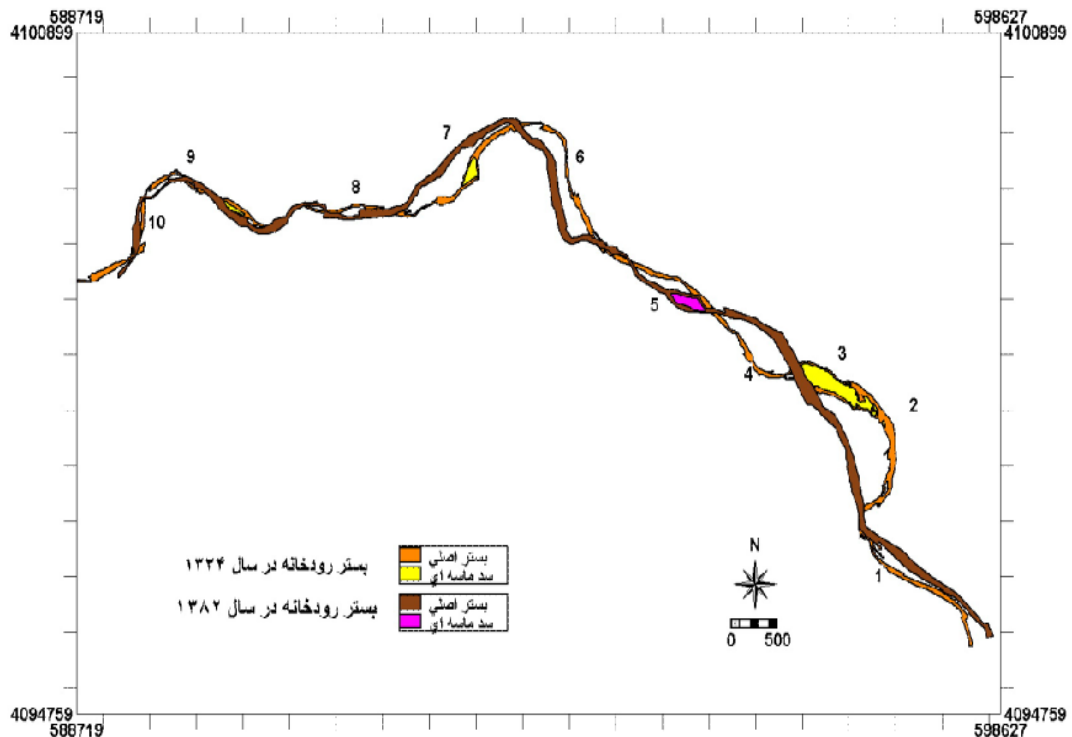 588719
598627
4100899
4100899
7
6
9
8
10
5
3
4
2
1
بستر رودخانه در سال ۱۳۳۴
بستر اصلي
سد ماسه اي
بستر رودخانه در سال ۱۳۸۲
بستر اصلي
سد ماسه اي
N
0 500
4094759
4094759
588719
598627